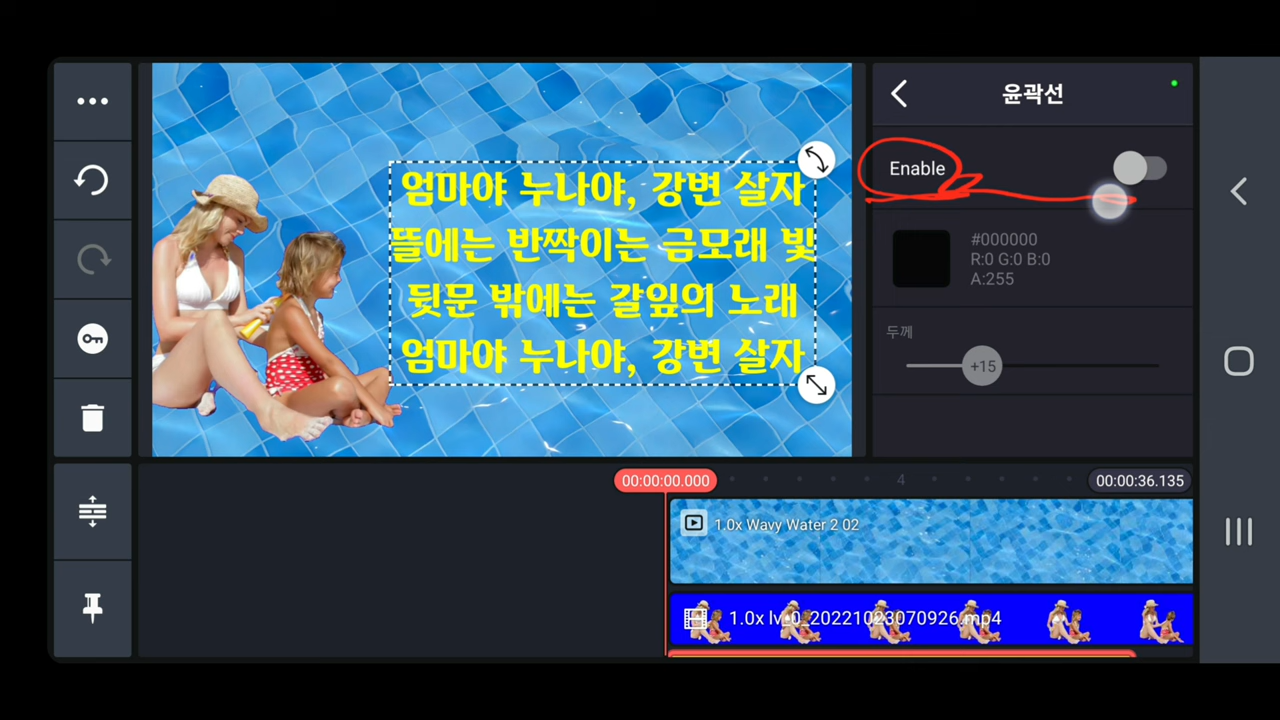 윤곽선
Enable
엄마야 누나야, 강변 살자
뜰에는 반짝이는 금모래 빛
뒷문 밖에는 갈잎의 노래
엄마야 누나야, 강변 살자
#000000
R:0 G:0 B:0
A:255
두께
+15
00:00:00.000
4
00:00:36.135
1.0x Wavy Water 2 02
1.0x lv_0_20221023070926.mp4